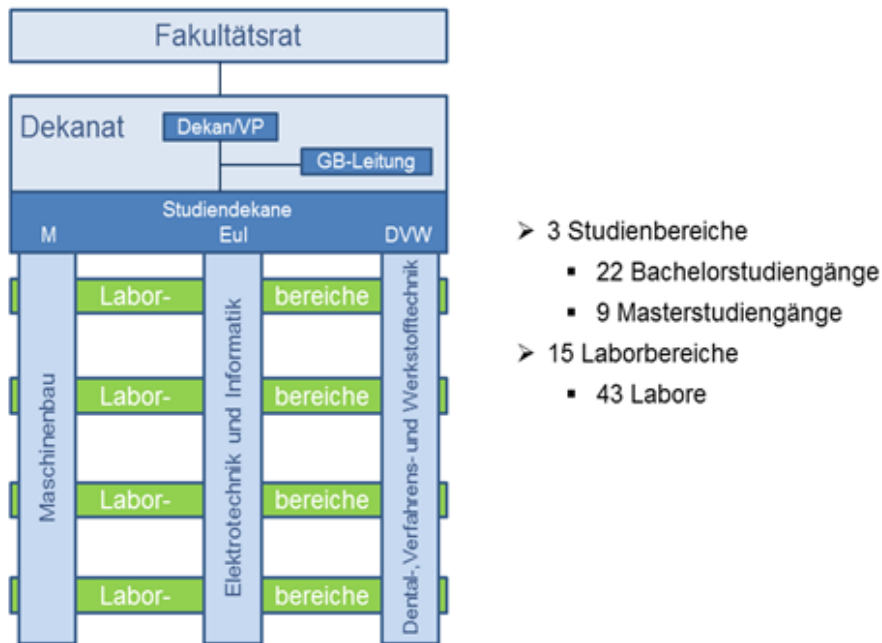 Fakultätsrat
Dekanat
Dekan/VP
GB-Leitung
Studiendekane
M EuI DVW
Maschinenbau
Elektrotechnik und Informatik
Dental-, Verfahrens- und Werkstofftechnik
Labor- bereiche
Labor- bereiche
Labor- bereiche
Labor- bereiche
➢ 3 Studienbereiche
▪ 22 Bachelorstudiengänge
▪ 9 Masterstudiengänge
➢ 15 Laborbereiche
▪ 43 Labore